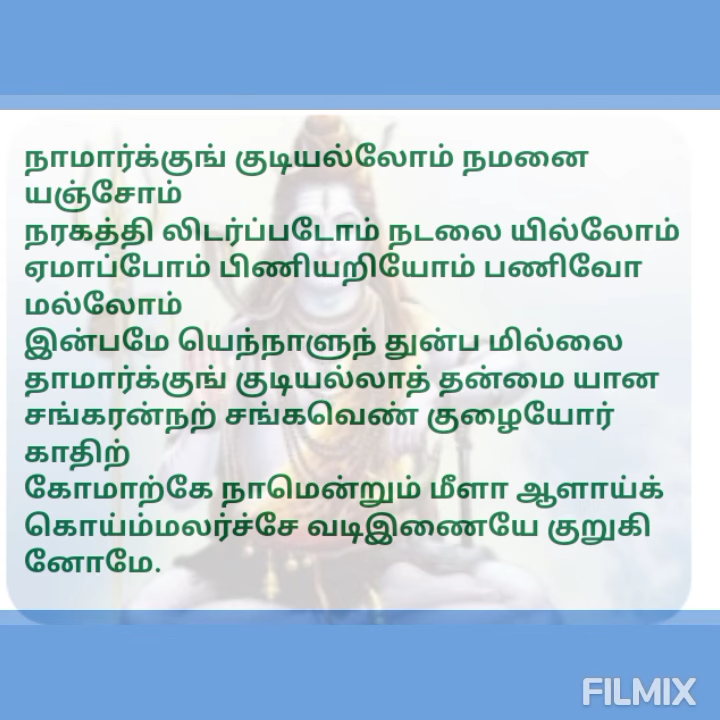 நாமார்க்குங் குடியல்லோம் நமனை
யஞ்சோம்
நரகத்தி லிடர்ப்படோம் நடலை யில்லோம்
ஏமாப்போம் பிணியறியோம் பணிவோ
மல்லோம்
இன்பமே யெந்நாளுந் துன்ப மில்லை
தாமார்க்குங் குடியல்லாத் தன்மை யான
சங்கரன்நற் சங்கவெண் குழையோர்
காதிற்
கோமாற்கே நாமென்றும் மீளா ஆளாய்க்
கொய்ம்மலர்ச்சே வடிஇணையே குறுகி
னோமே.
FILMIX